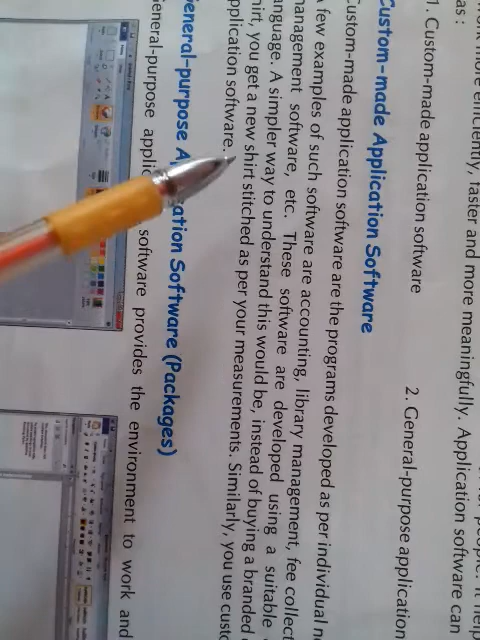 work more efficiently, faster and more meaningfully. Application software can
as :
1. Custom-made application software 2. General-purpose application
Custom-made Application Software
Custom-made application software are the programs developed as per individual
A few examples of such software are accounting, library management, fee collect
management software, etc. These software are developed using a suitable
language. A simpler way to understand this would be, instead of buying a branded
shirt, you get a new shirt stitched as per your measurements. Similarly, you use custo
application software.
General-purpose A ation Software (Packages)
General-purpose applic software provides the environment to work and